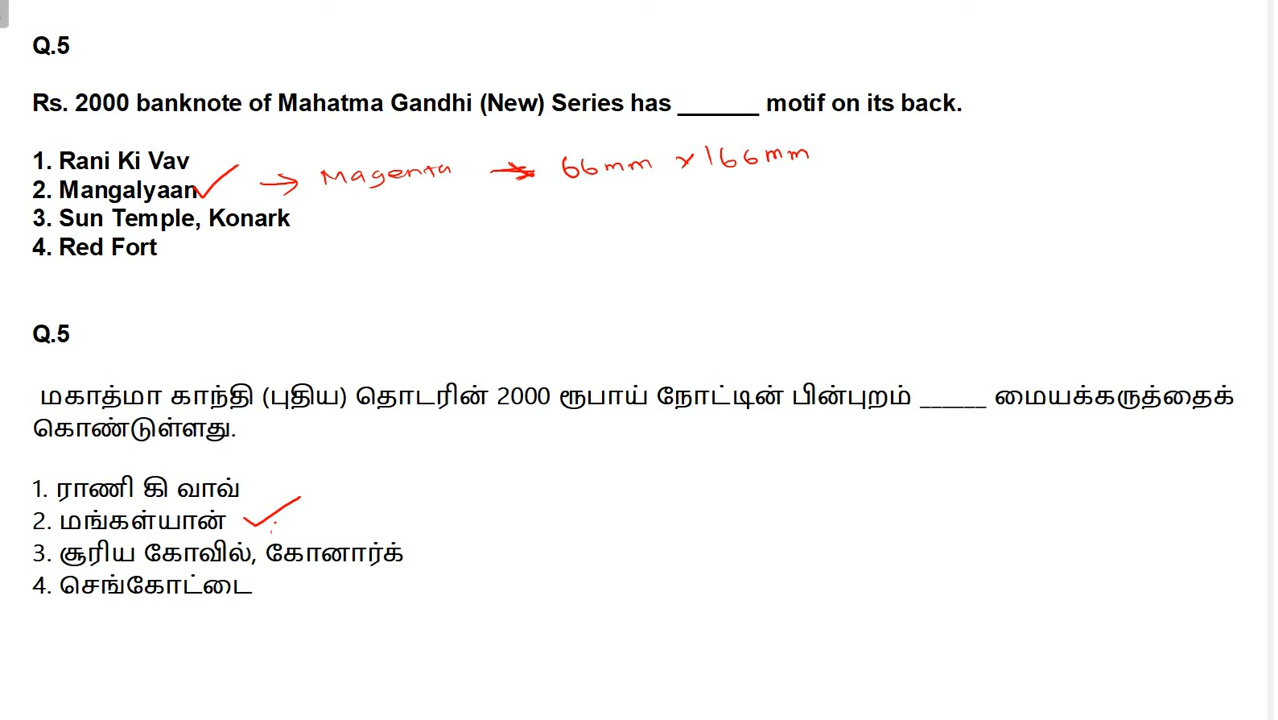 Q.5
Rs. 2000 banknote of Mahatma Gandhi (New) Series has ______ motif on its back.
1. Rani Ki Vav
2. Mangalyaan → Magenta → 66mm x 166mm
3. Sun Temple, Konark
4. Red Fort
Q.5
மகாத்மா காந்தி (புதிய) தொடரின் 2000 ரூபாய் நோட்டின் பின்புறம் ______ மையக்கருத்தைக்
கொண்டுள்ளது.
1. ராணி கி வாவ்
2. மங்கள்யான்
3. சூரிய கோவில், கோனார்க்
4. செங்கோட்டை